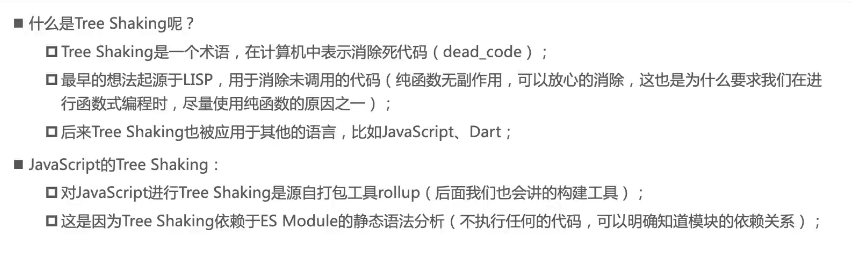 ■ 什么是Tree Shaking呢？
❏ Tree Shaking是一个术语，在计算机中表示消除死代码（dead_code）；
❏ 最早的想法起源于LISP，用于消除未调用的代码（纯函数无副作用，可以放心的消除，这也是为什么要求我们在进
行函数式编程时，尽量使用纯函数的原因之一）；
❏ 后来Tree Shaking也被应用于其他的语言，比如JavaScript、Dart；
■ JavaScript的Tree Shaking：
❏ 对JavaScript进行Tree Shaking是源自打包工具rollup（后面我们也会讲的构建工具）；
❏ 这是因为Tree Shaking依赖于ES Module的静态语法分析（不执行任何的代码，可以明确知道模块的依赖关系）；